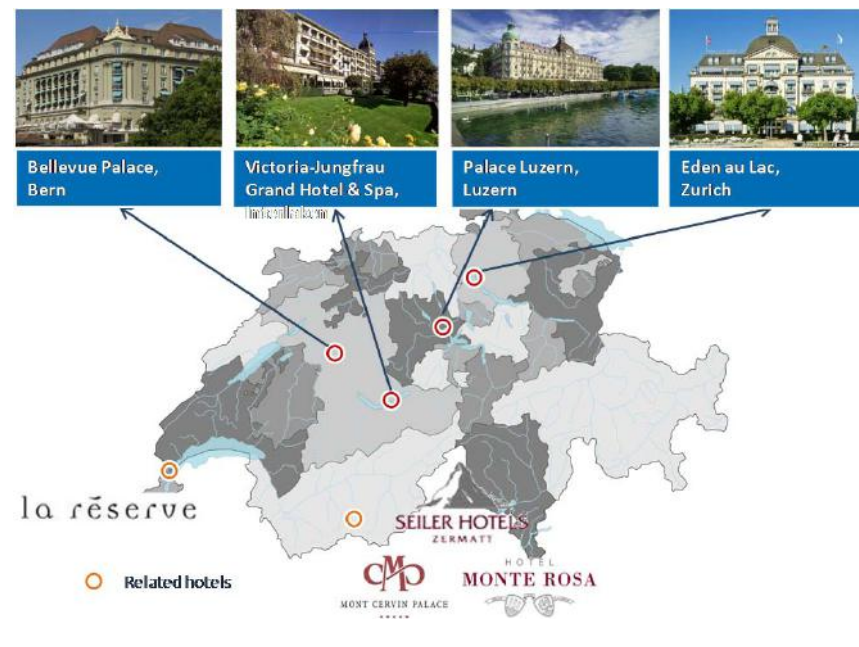 Bellevue Palace,
Bern
Victoria-Jungfrau
Grand Hotel & Spa,
Palace Luzern,
Luzern
Eden au Lac,
Zurich
la réserve
SEILER HOTELS
ZERMATT
Related hotels
CMP
MONT CERVIN PALACE
HOTEL
MONTE ROSA